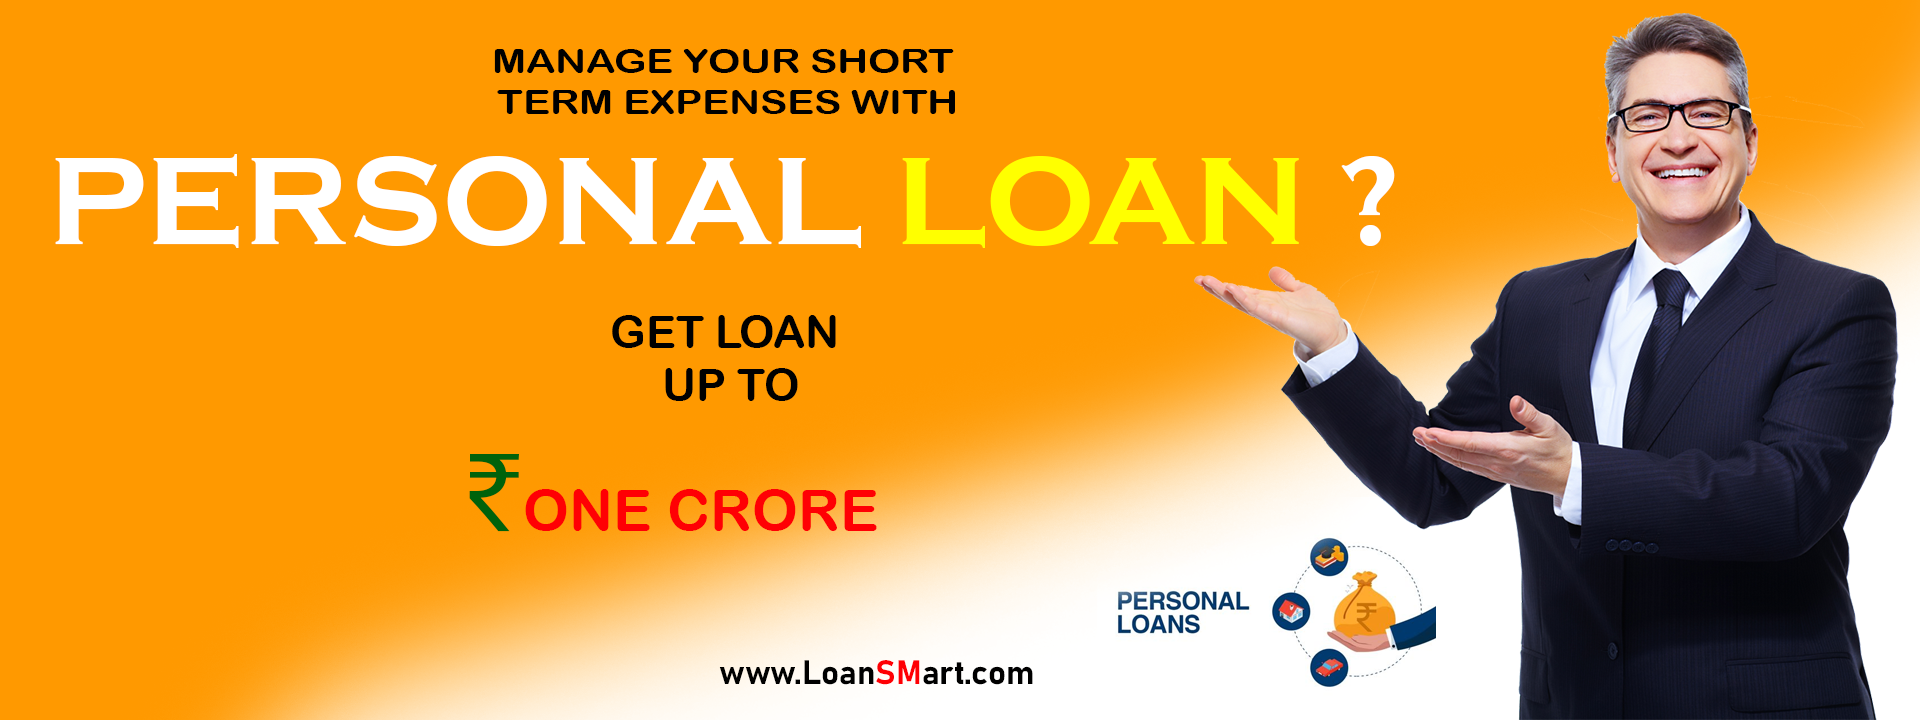 MANAGE YOUR SHORT
TERM EXPENSES WITH
PERSONAL LOAN ?
GET LOAN
UP TO
₹ ONE CRORE
PERSONAL
LOANS
₹
www.LoanSMart.com